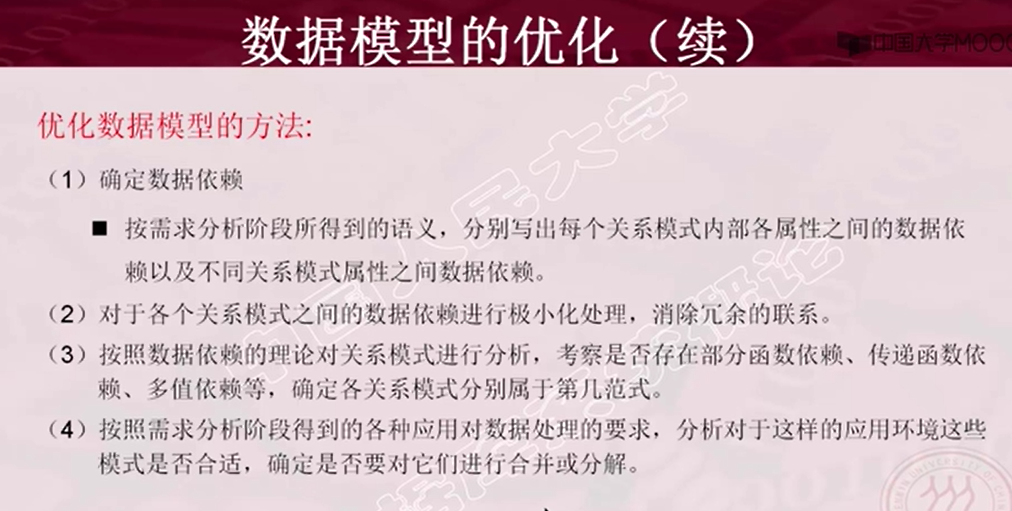 数据模型的优化（续）
中国大学MOOC
优化数据模型的方法:
（1）确定数据依赖
■ 按需求分析阶段所得到的语义，分别写出每个关系模式内部各属性之间的数据依
赖以及不同关系模式属性之间数据依赖。
（2）对于各个关系模式之间的数据依赖进行极小化处理，消除冗余的联系。
（3）按照数据依赖的理论对关系模式进行分析，考察是否存在部分函数依赖、传递函数依
赖、多值依赖等，确定各关系模式分别属于第几范式。
（4）按照需求分析阶段得到的各种应用对数据处理的要求，分析对于这样的应用环境这些
模式是否合适，确定是否要对它们进行合并或分解。
中国人民大学